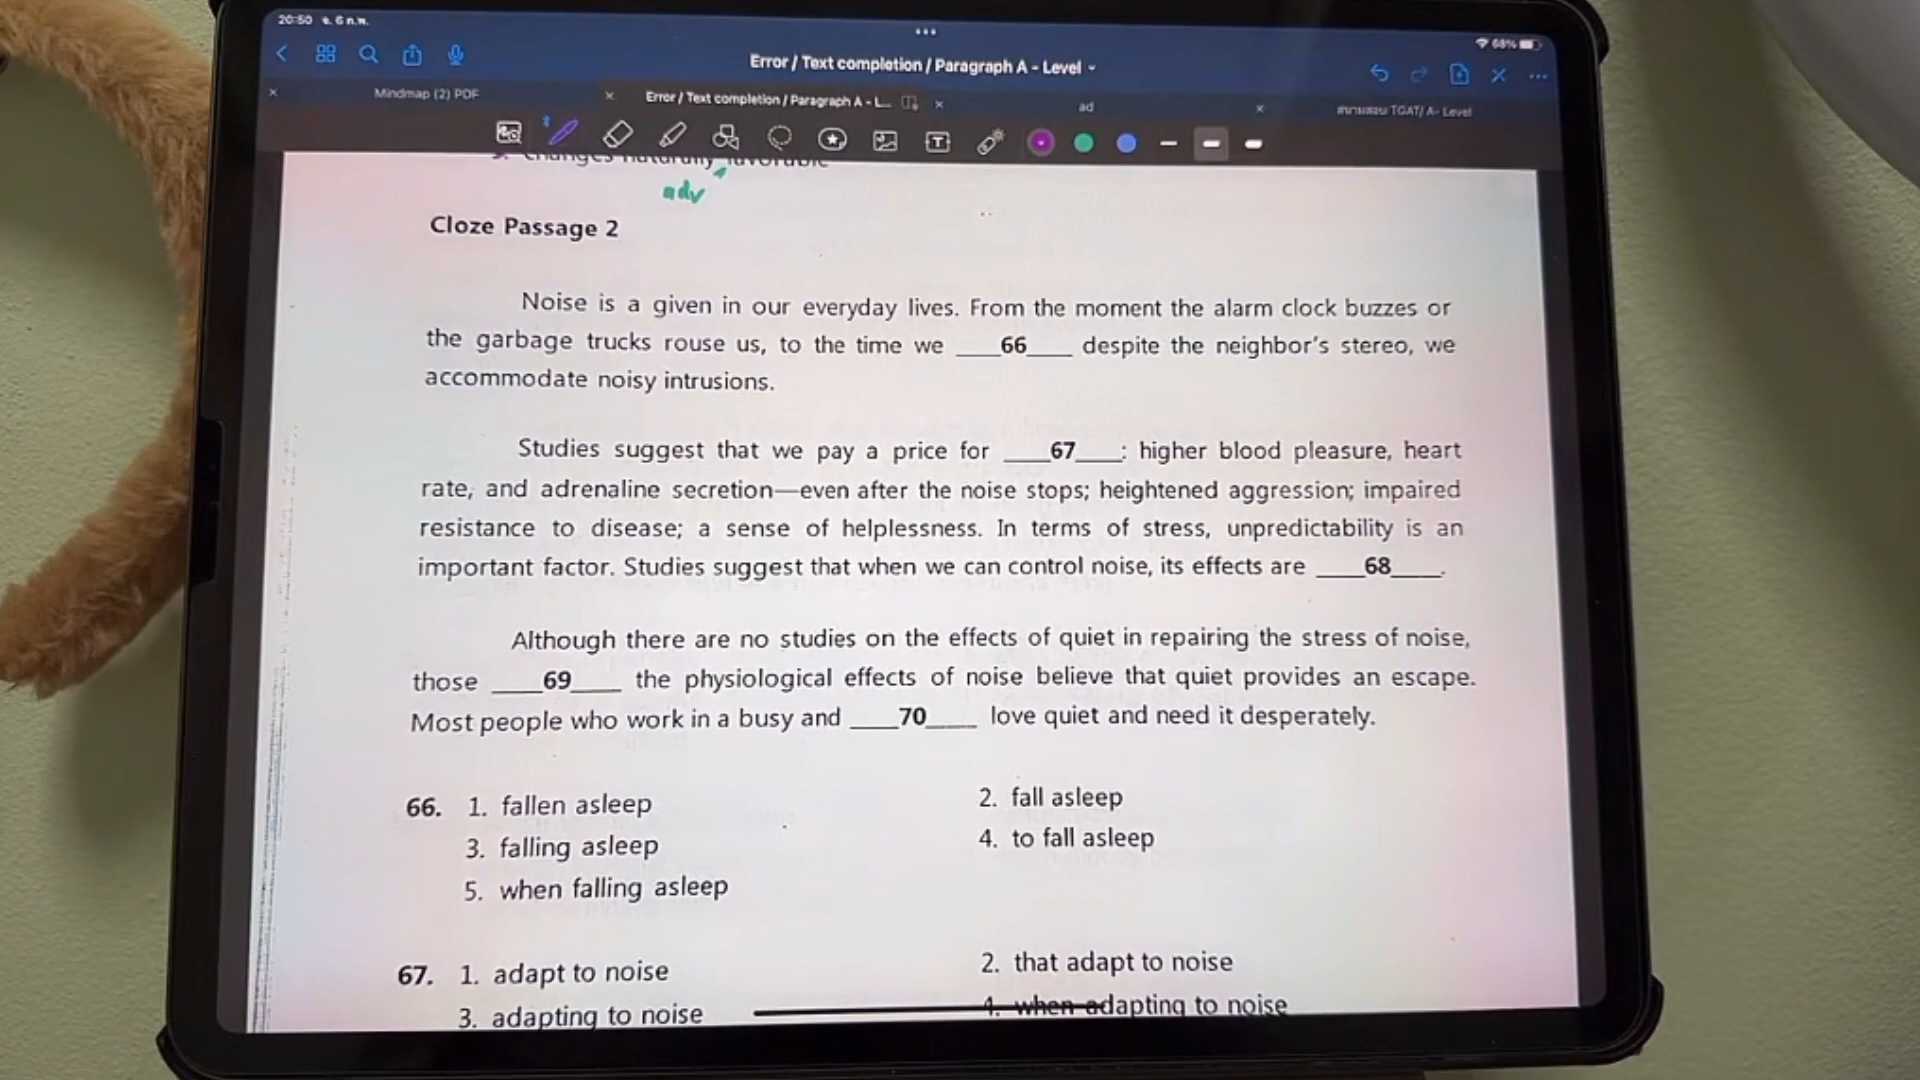 20:50 จ. 6 ก.พ.
68%
Error / Text completion / Paragraph A - Level
Mindmap (2) PDF
Error / Text completion / Paragraph A - L...
ad
TGAT/ A- Level
changes naturally favorable
adv
Cloze Passage 2
Noise is a given in our everyday lives. From the moment the alarm clock buzzes or
the garbage trucks rouse us, to the time we ____66____ despite the neighbor's stereo, we
accommodate noisy intrusions.
Studies suggest that we pay a price for ____67____: higher blood pleasure, heart
rate, and adrenaline secretion—even after the noise stops; heightened aggression; impaired
resistance to disease; a sense of helplessness. In terms of stress, unpredictability is an
important factor. Studies suggest that when we can control noise, its effects are ____68____.
Although there are no studies on the effects of quiet in repairing the stress of noise,
those ____69____ the physiological effects of noise believe that quiet provides an escape.
Most people who work in a busy and ____70____ love quiet and need it desperately.
66. 1. fallen asleep 2. fall asleep
3. falling asleep 4. to fall asleep
5. when falling asleep
67. 1. adapt to noise 2. that adapt to noise
3. adapting to noise 4. when adapting to noise